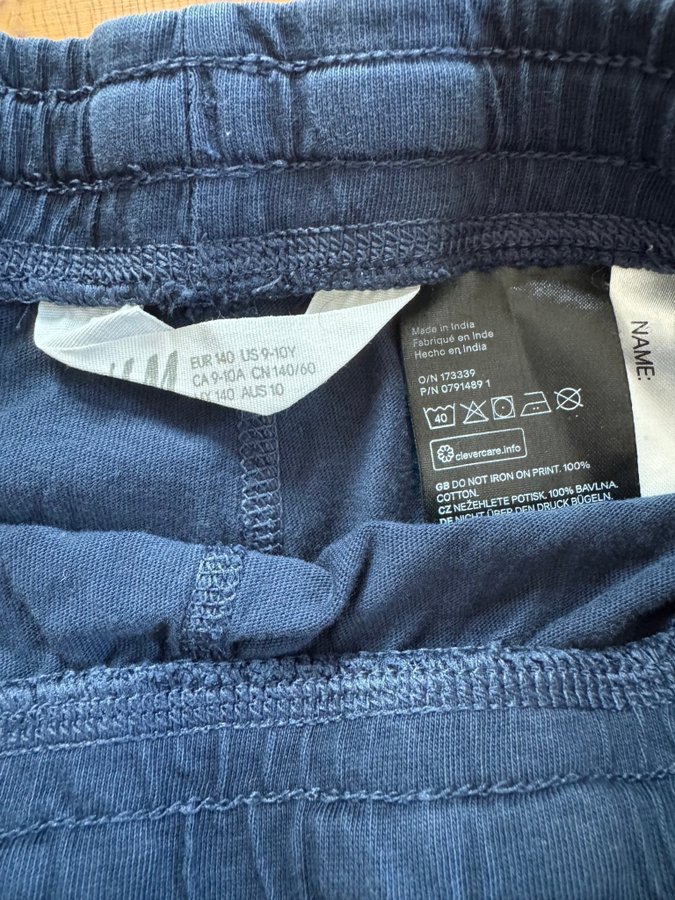 H&M
EUR 140 US 9-10Y
CA 9-10A CN 140/60
MX 140 AUS 10
Made in India
Fabriqué en Inde
Hecho en India
O/N 173339
P/N 0791489 1
40
clevercare.info
GB DO NOT IRON ON PRINT. 100%
COTTON.
CZ NEŽEHLETE POTISK. 100% BAVLNA.
DE NICHT ÜBER DEN DRUCK BÜGELN.
NAME: